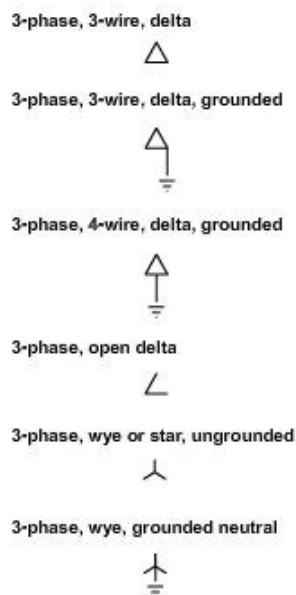 3-phase, 3-wire, delta
3-phase, 3-wire, delta, grounded
3-phase, 4-wire, delta, grounded
3-phase, open delta
3-phase, wye or star, ungrounded
3-phase, wye, grounded neutral